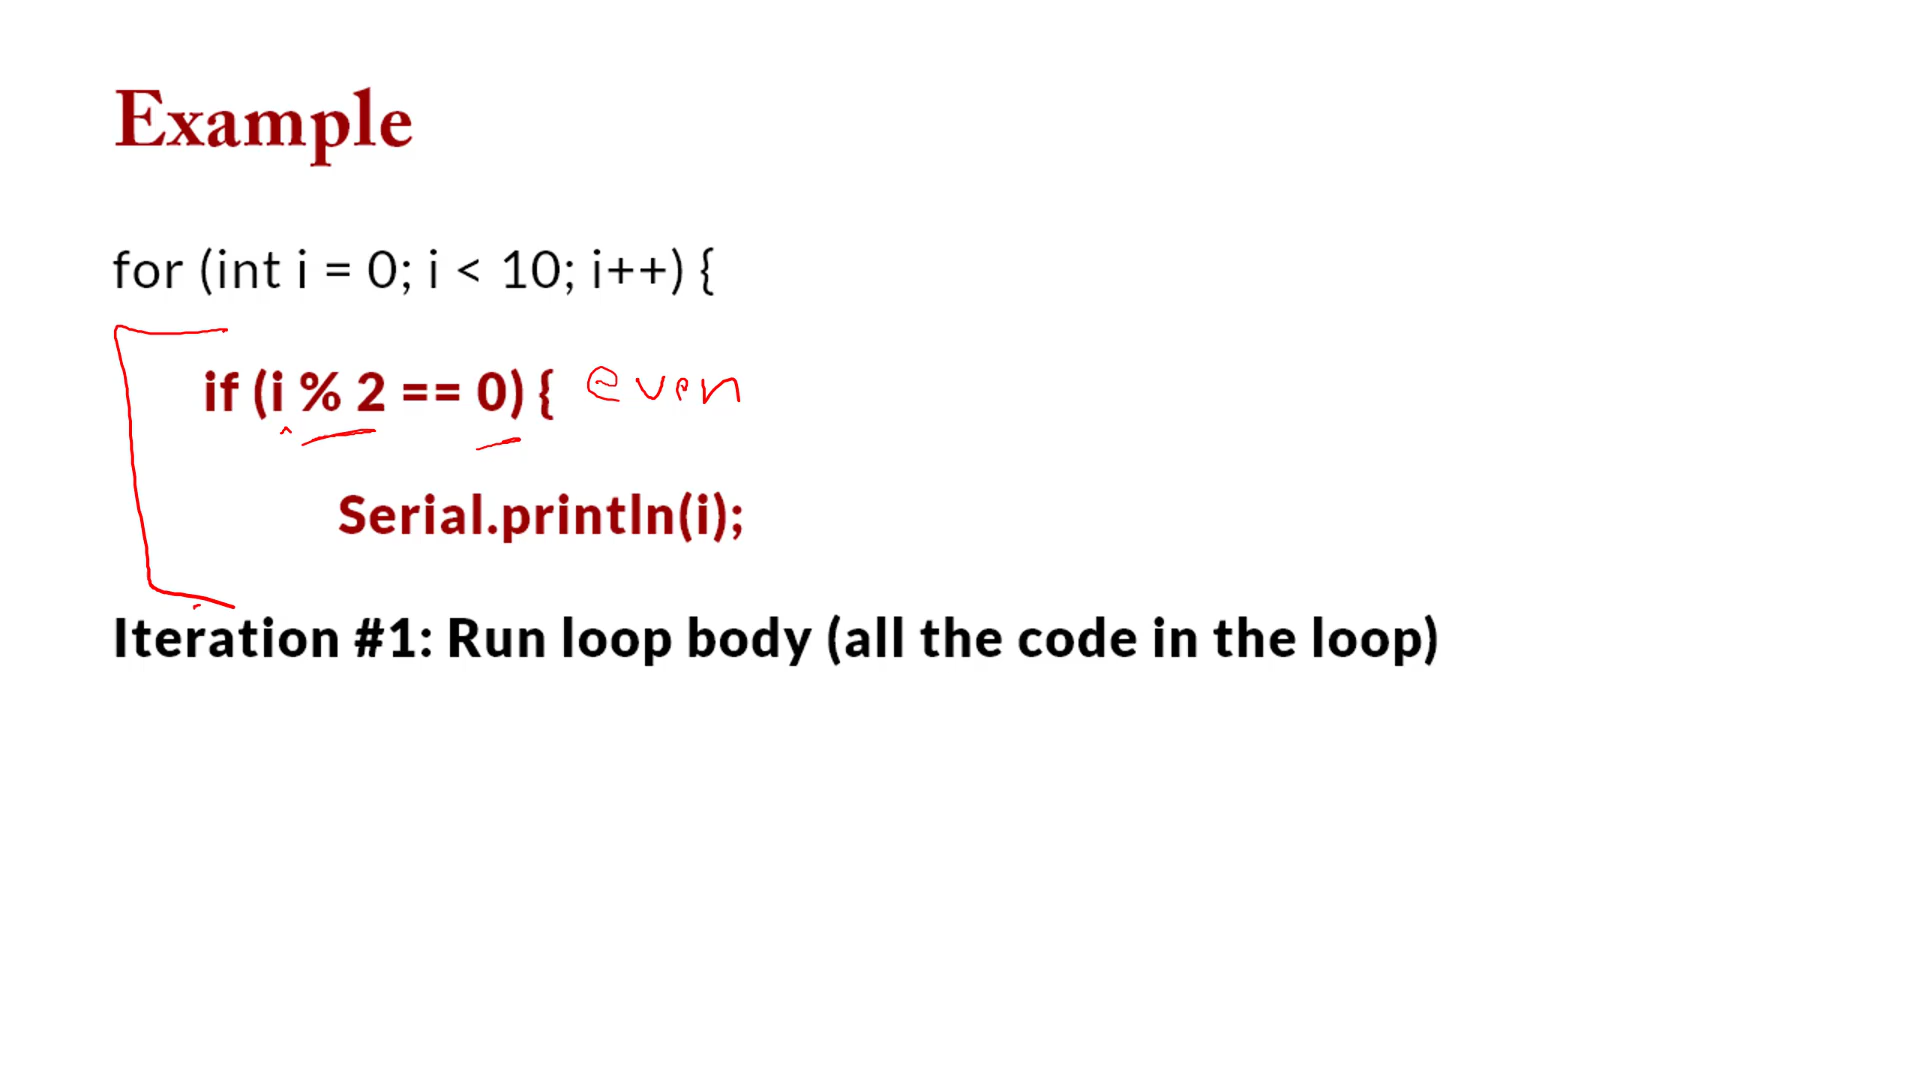 Example
for (int i = 0; i < 10; i++) {
if (i % 2 == 0) { even
Serial.println(i);
Iteration #1: Run loop body (all the code in the loop)